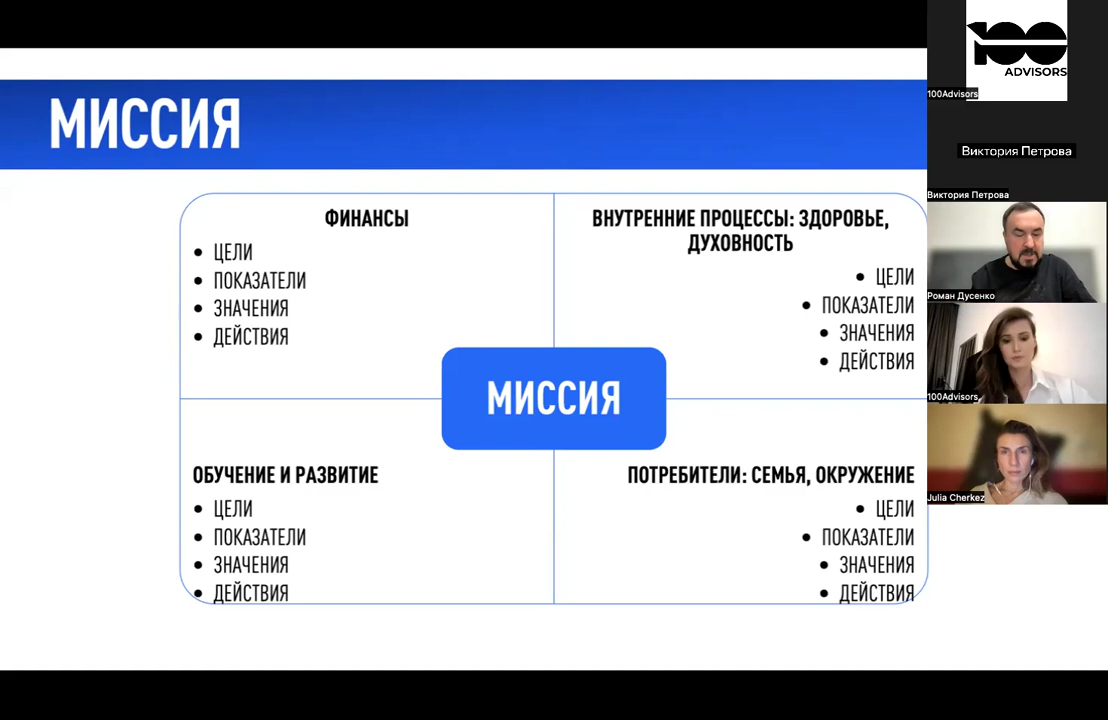 МИССИЯ
ФИНАНСЫ
ЦЕЛИ
ПОКАЗАТЕЛИ
ЗНАЧЕНИЯ
ДЕЙСТВИЯ
ВНУТРЕННИЕ ПРОЦЕССЫ: ЗДОРОВЬЕ,
ДУХОВНОСТЬ
ЦЕЛИ
ПОКАЗАТЕЛИ
ЗНАЧЕНИЯ
ДЕЙСТВИЯ
МИССИЯ
ОБУЧЕНИЕ И РАЗВИТИЕ
ЦЕЛИ
ПОКАЗАТЕЛИ
ЗНАЧЕНИЯ
ДЕЙСТВИЯ
ПОТРЕБИТЕЛИ: СЕМЬЯ, ОКРУЖЕНИЕ
ЦЕЛИ
ПОКАЗАТЕЛИ
ЗНАЧЕНИЯ
ДЕЙСТВИЯ
100
ADVISORS
100Advisors
Виктория Петрова
Виктория Петрова
Роман Дусенко
100Advisors
Julia Cherkez